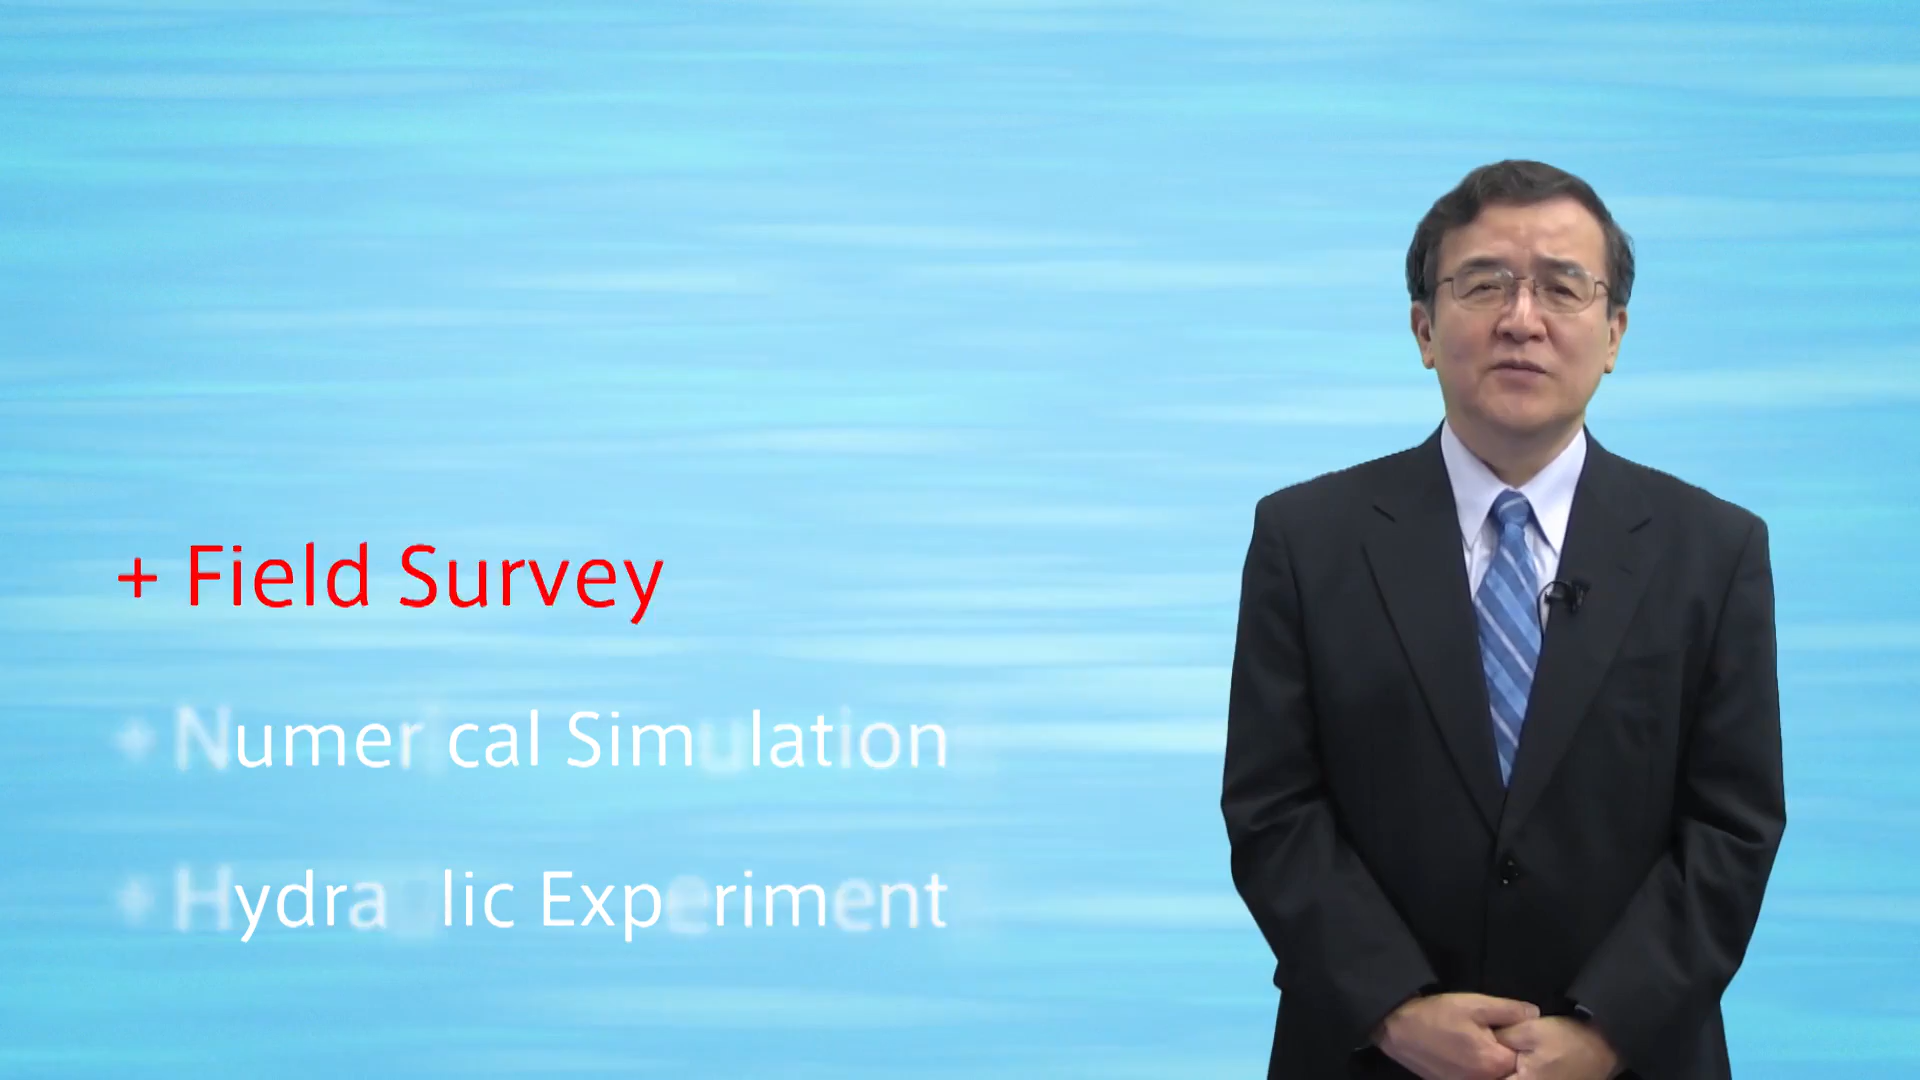 + Field Survey
+ Numerical Simulation
+ Hydraulic Experiment